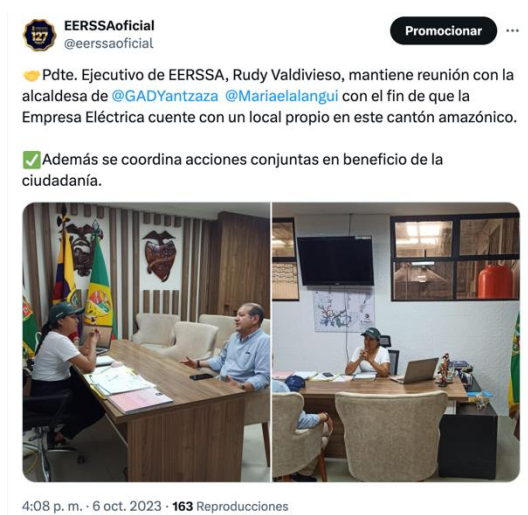 EERSSAoficial
@eerssaoficial
Promocionar
127
🤝Pdte. Ejecutivo de EERSSA, Rudy Valdivieso, mantiene reunión con la
alcaldesa de @GADYantzaza @Mariaelalangui con el fin de que la
Empresa Eléctrica cuente con un local propio en este cantón amazónico.
✅Además se coordina acciones conjuntas en beneficio de la
ciudadanía.
4:08 p. m. · 6 oct. 2023 · 163 Reproducciones